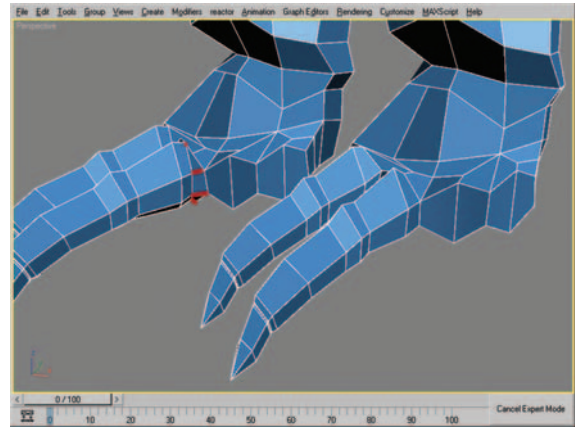 File Edit Tools Group Views Create Modifiers reactor Animation Graph Editors Rendering Customize MAXScript Help
Perspective
< 0 / 100 >
0 10 20 30 40 50 60 70 80 90 100
Cancel Expert Mode